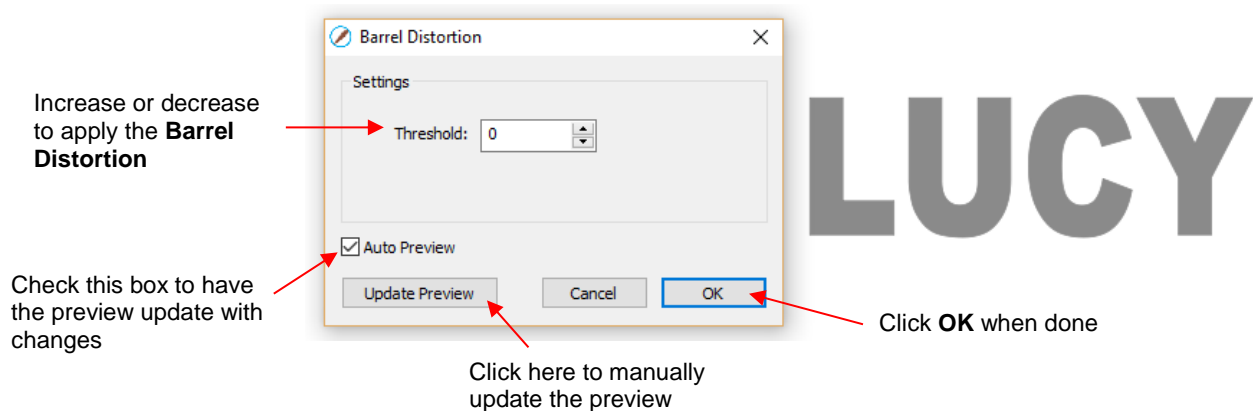 Barrel Distortion
Settings
Increase or decrease
to apply the Barrel
Distortion
Threshold: 0
LUCY
Auto Preview
Check this box to have
the preview update with
changes
Update Preview Cancel OK
Click OK when done
Click here to manually
update the preview